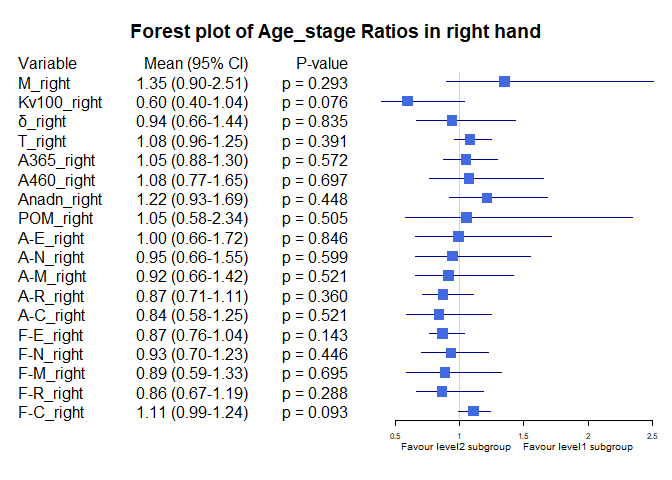 Forest plot of Age_stage Ratios in right hand
Variable Mean (95% CI) P-value
M_right 1.35 (0.90-2.51) p = 0.293
Kv100_right 0.60 (0.40-1.04) p = 0.076
δ_right 0.94 (0.66-1.44) p = 0.835
T_right 1.08 (0.96-1.25) p = 0.391
A365_right 1.05 (0.88-1.30) p = 0.572
A460_right 1.08 (0.77-1.65) p = 0.697
Anadn_right 1.22 (0.93-1.69) p = 0.448
POM_right 1.05 (0.58-2.34) p = 0.505
A-E_right 1.00 (0.66-1.72) p = 0.846
A-N_right 0.95 (0.66-1.55) p = 0.599
A-M_right 0.92 (0.66-1.42) p = 0.521
A-R_right 0.87 (0.71-1.11) p = 0.360
A-C_right 0.84 (0.58-1.25) p = 0.521
F-E_right 0.87 (0.76-1.04) p = 0.143
F-N_right 0.93 (0.70-1.23) p = 0.446
F-M_right 0.89 (0.59-1.33) p = 0.695
F-R_right 0.86 (0.67-1.19) p = 0.288
F-C_right 1.11 (0.99-1.24) p = 0.093
0.5 1 1.5 2 2.5
Favour level2 subgroup Favour level1 subgroup